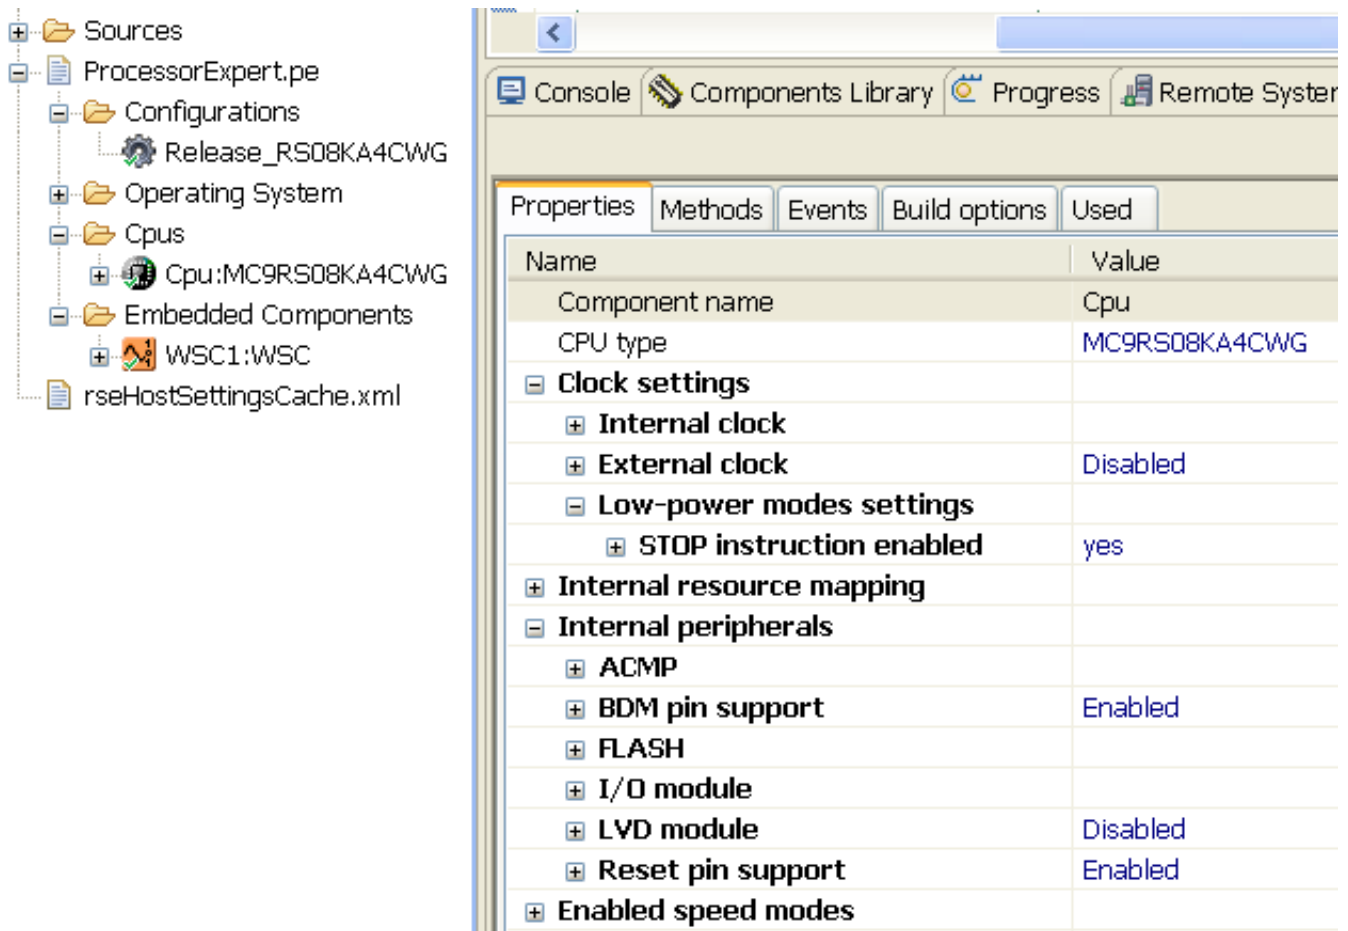 Sources
ProcessorExpert.pe
Configurations
Release_RS08KA4CWG
Operating System
Cpus
Cpu:MC9RS08KA4CWG
Embedded Components
WSC1:WSC
rseHostSettingsCache.xml
Console Components Library Progress Remote System
Properties Methods Events Build options Used
Name Value
Component name Cpu
CPU type MC9RS08KA4CWG
Clock settings
Internal clock
External clock Disabled
Low-power modes settings
STOP instruction enabled yes
Internal resource mapping
Internal peripherals
ACMP
BDM pin support Enabled
FLASH
I/O module
LVD module Disabled
Reset pin support Enabled
Enabled speed modes